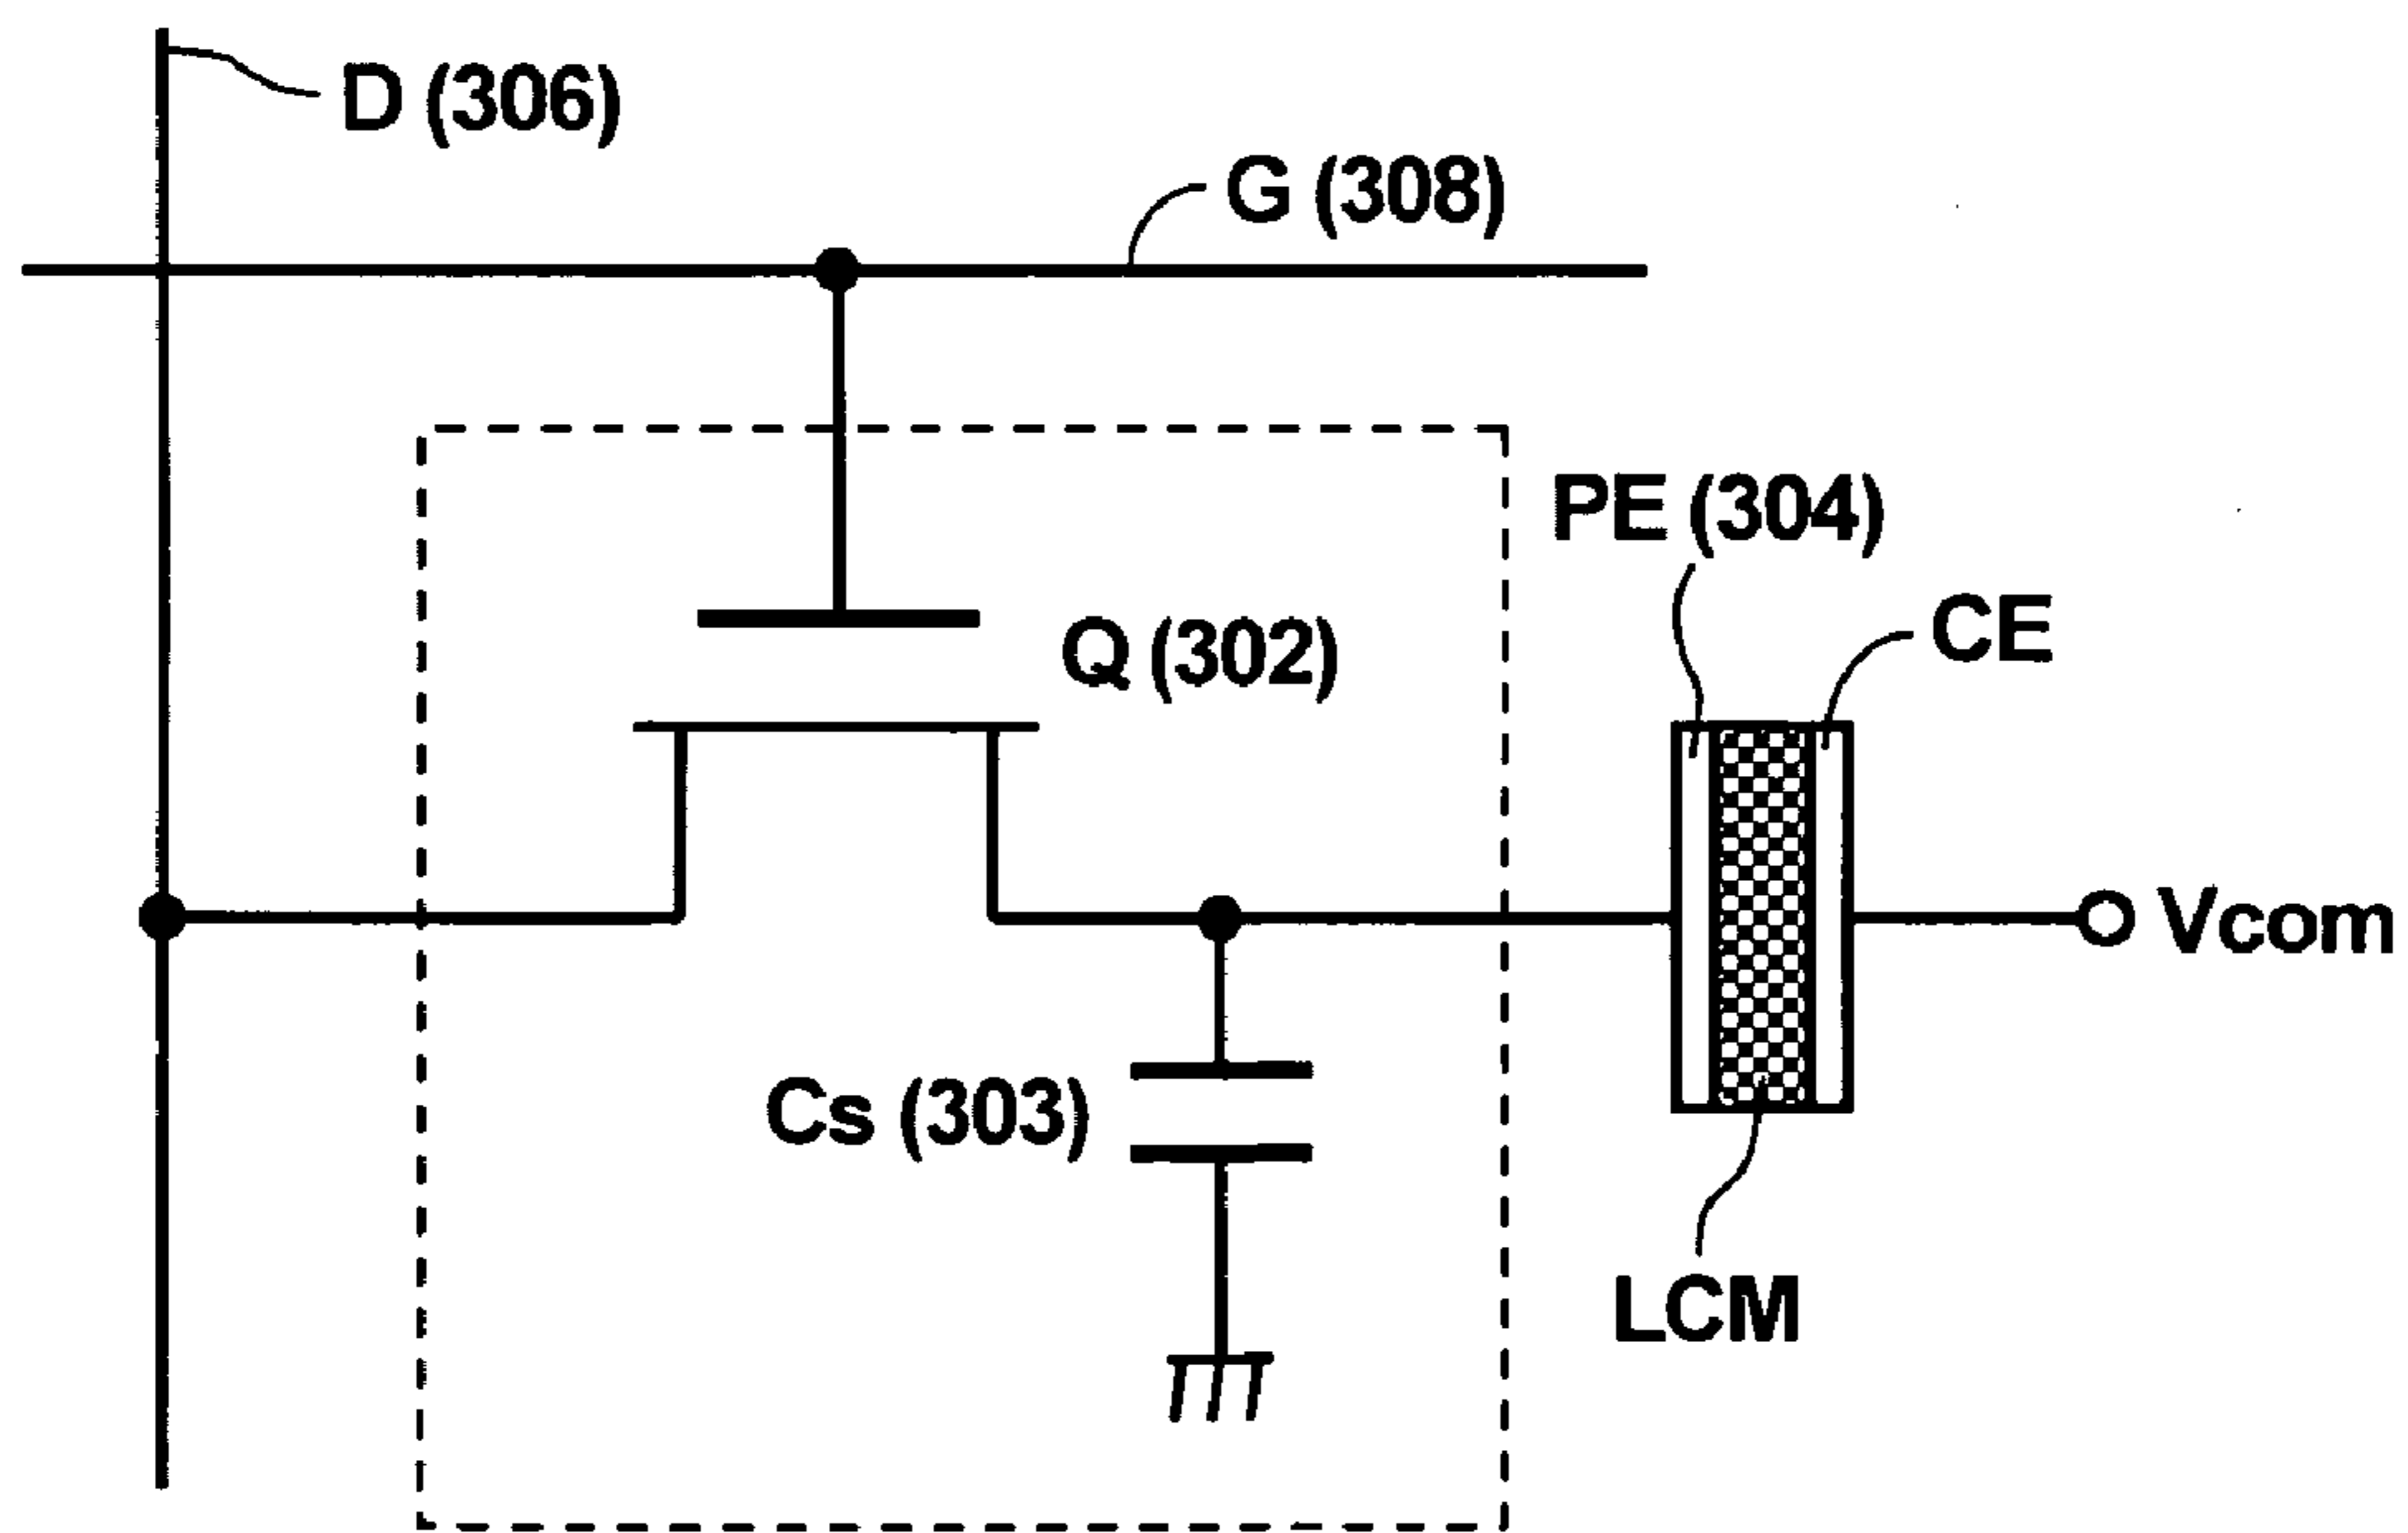 D (306)
G (308)
PE (304)
CE
Q (302)
Vcom
Cs (303)
LCM